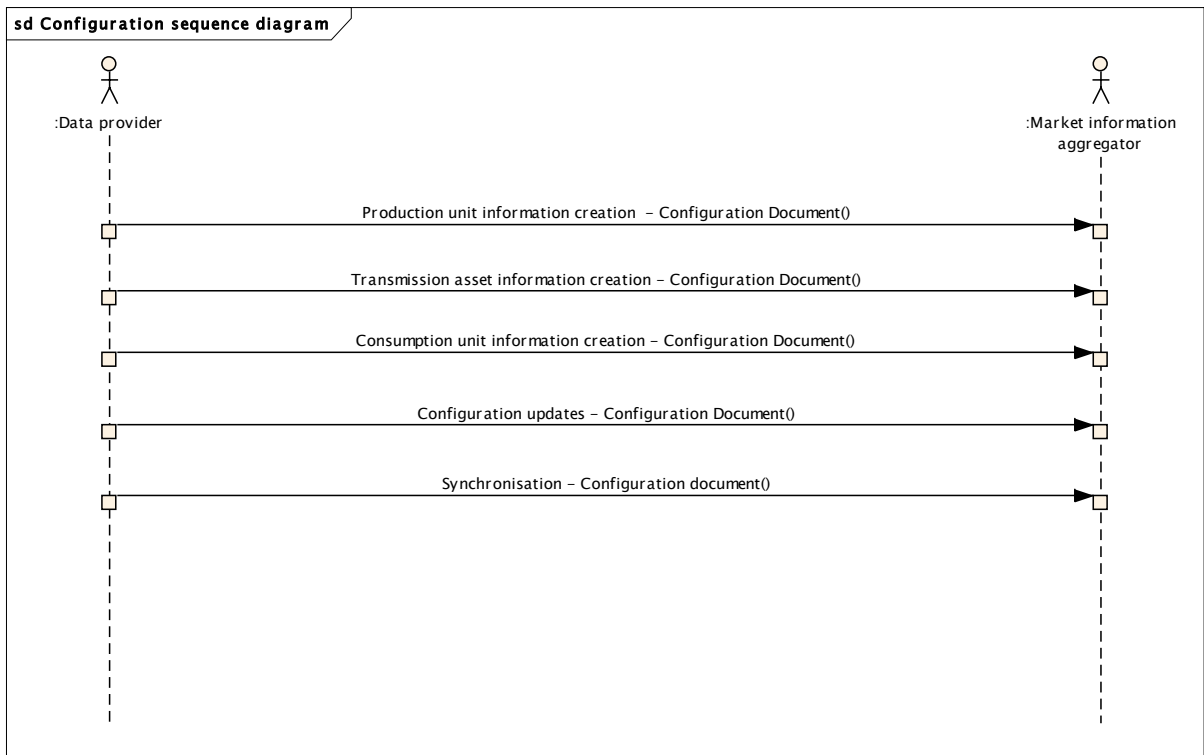 sd Configuration sequence diagram
:Data provider
:Market information
aggregator
Production unit information creation  – Configuration Document()
Transmission asset information creation – Configuration Document()
Consumption unit information creation – Configuration Document()
Configuration updates – Configuration Document()
Synchronisation – Configuration document()